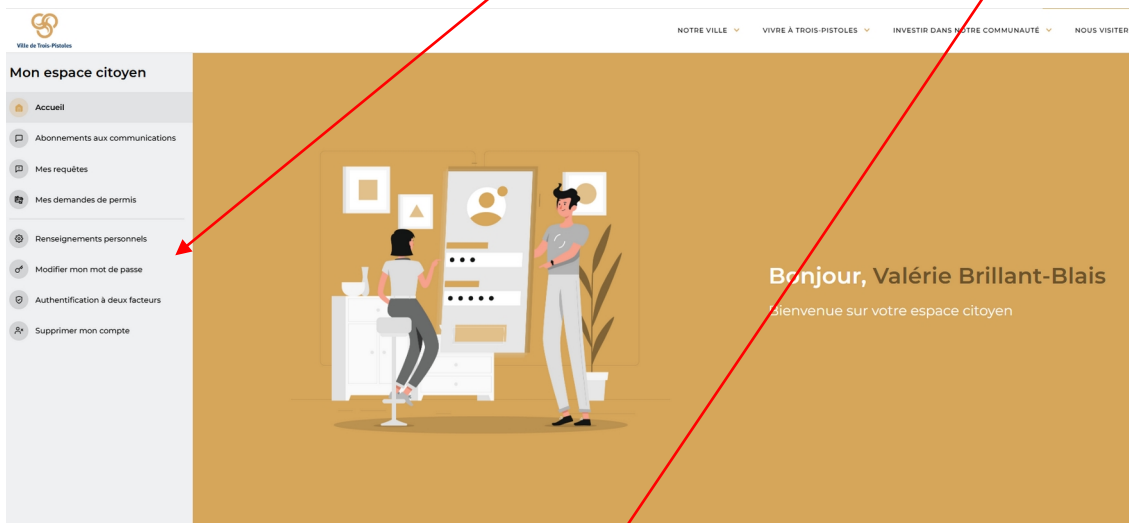 Ville de Trois-Pistoles
NOTRE VILLE
VIVRE À TROIS-PISTOLES
INVESTIR DANS NOTRE COMMUNAUTÉ
NOUS VISITER
Mon espace citoyen
Accueil
Abonnements aux communications
Mes requêtes
Mes demandes de permis
Renseignements personnels
Modifier mon mot de passe
Authentification à deux facteurs
Supprimer mon compte
Bonjour, Valérie Brillant-Blais
Bienvenue sur votre espace citoyen